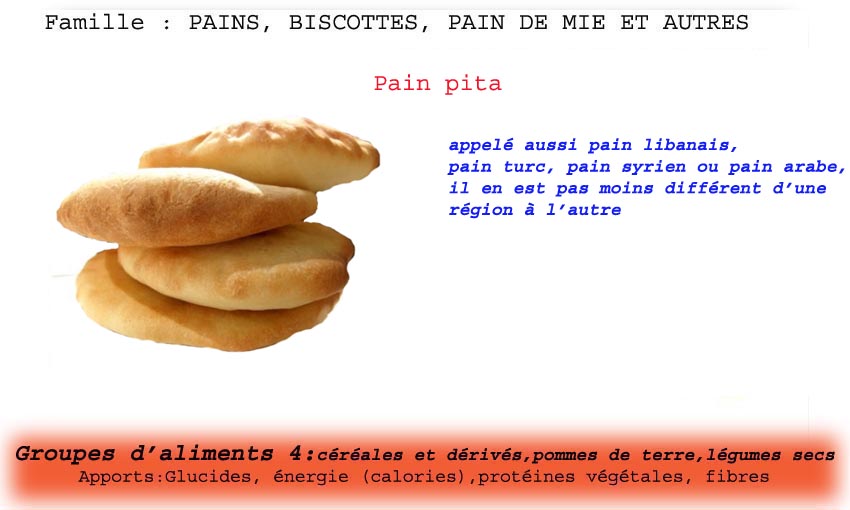 Famille : PAINS, BISCOTTES, PAIN DE MIE ET AUTRES
Pain pita
appelé aussi pain libanais,
pain turc, pain syrien ou pain arabe,
il en est pas moins différent d’une
région à l’autre
Groupes d’aliments 4:céréales et dérivés,pommes de terre,légumes secs
Apports:Glucides, énergie (calories),protéines végétales, fibres